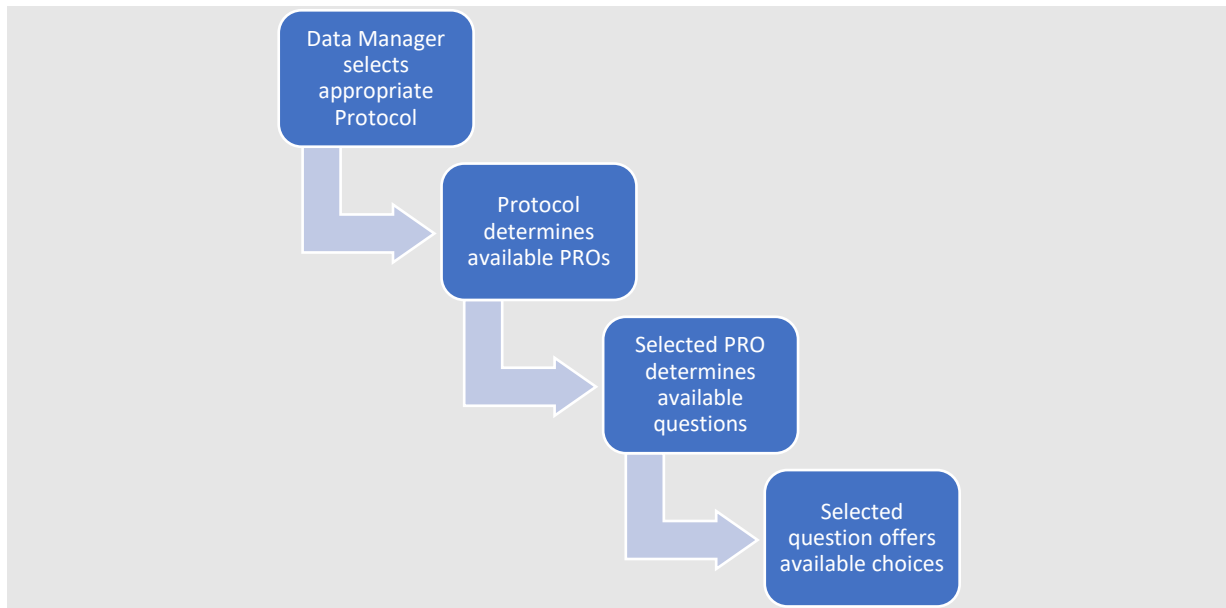 Data Manager
selects
appropriate
Protocol
Protocol
determines
available PROs
Selected PRO
determines
available
questions
Selected
question offers
available choices